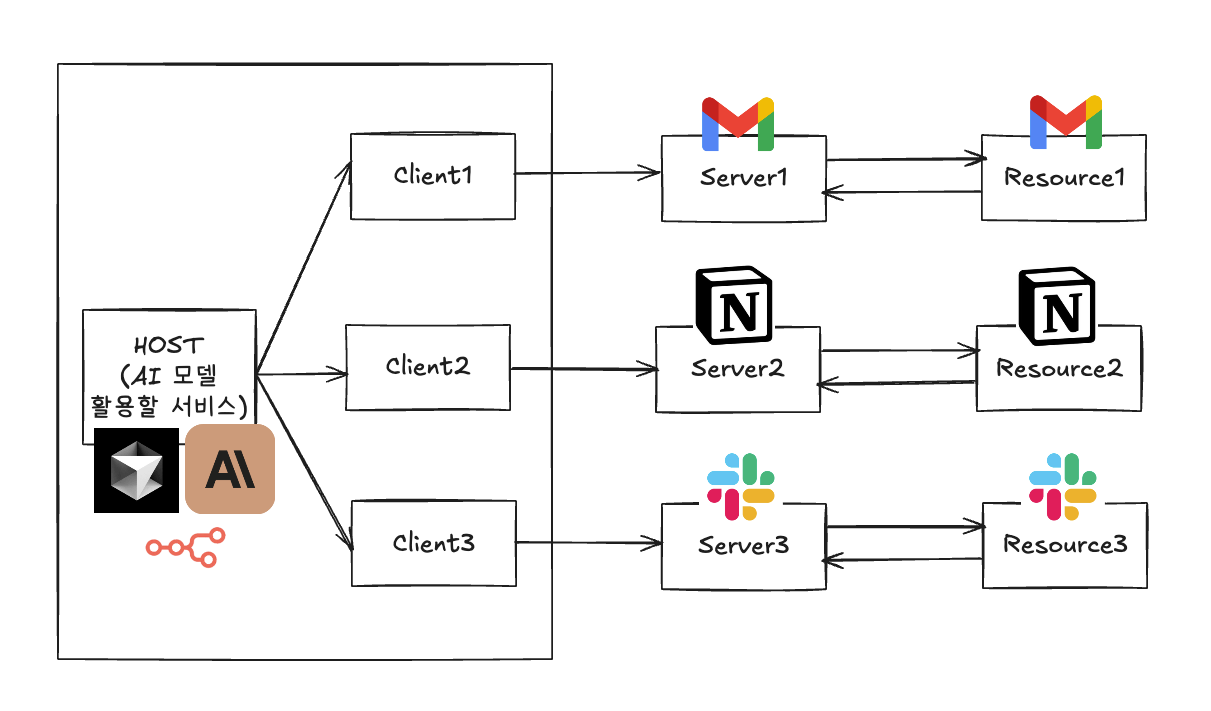 Client1
Server1
Resource1
HOST
(AI 모델
활용할 서비스)
Client2
Server2
Resource2
Client3
Server3
Resource3
N
N
A\